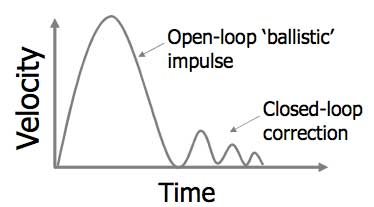 Open-loop ‘ballistic’
impulse
Closed-loop
correction
Velocity
Time